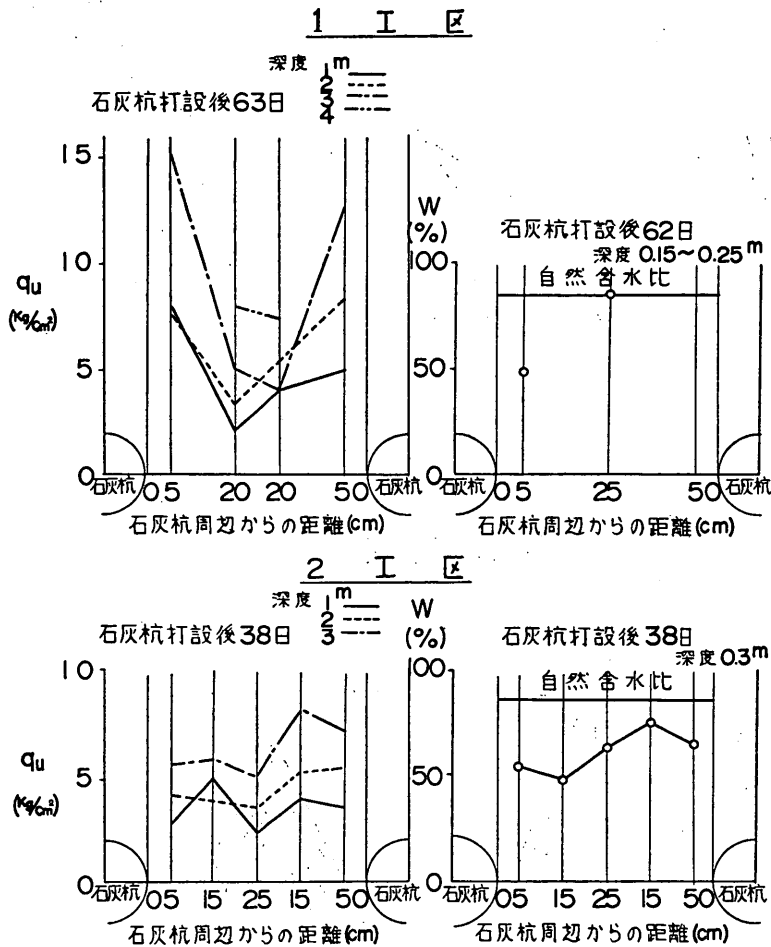 1 工 区
石灰杭打設後63日
深度 1m
2
3
4
15
10
5
0
qu
(kg/cm²)
石灰杭
0 5 20 20 5 0
石灰杭
石灰杭周辺からの距離(cm)
W
(%)
石灰杭打設後62日
深度 0.15~0.25m
自然含水比
100
50
0
石灰杭
0 5 25 5 0
石灰杭
石灰杭周辺からの距離(cm)
2 工 区
石灰杭打設後38日
深度 1m
2
3
10
5
0
qu
(kg/cm²)
石灰杭
0 5 15 25 15 5 0
石灰杭
石灰杭周辺からの距離(cm)
W
(%)
石灰杭打設後38日
深度 0.3m
自然含水比
100
50
0
石灰杭
0 5 15 25 15 5 0
石灰杭
石灰杭周辺からの距離(cm)